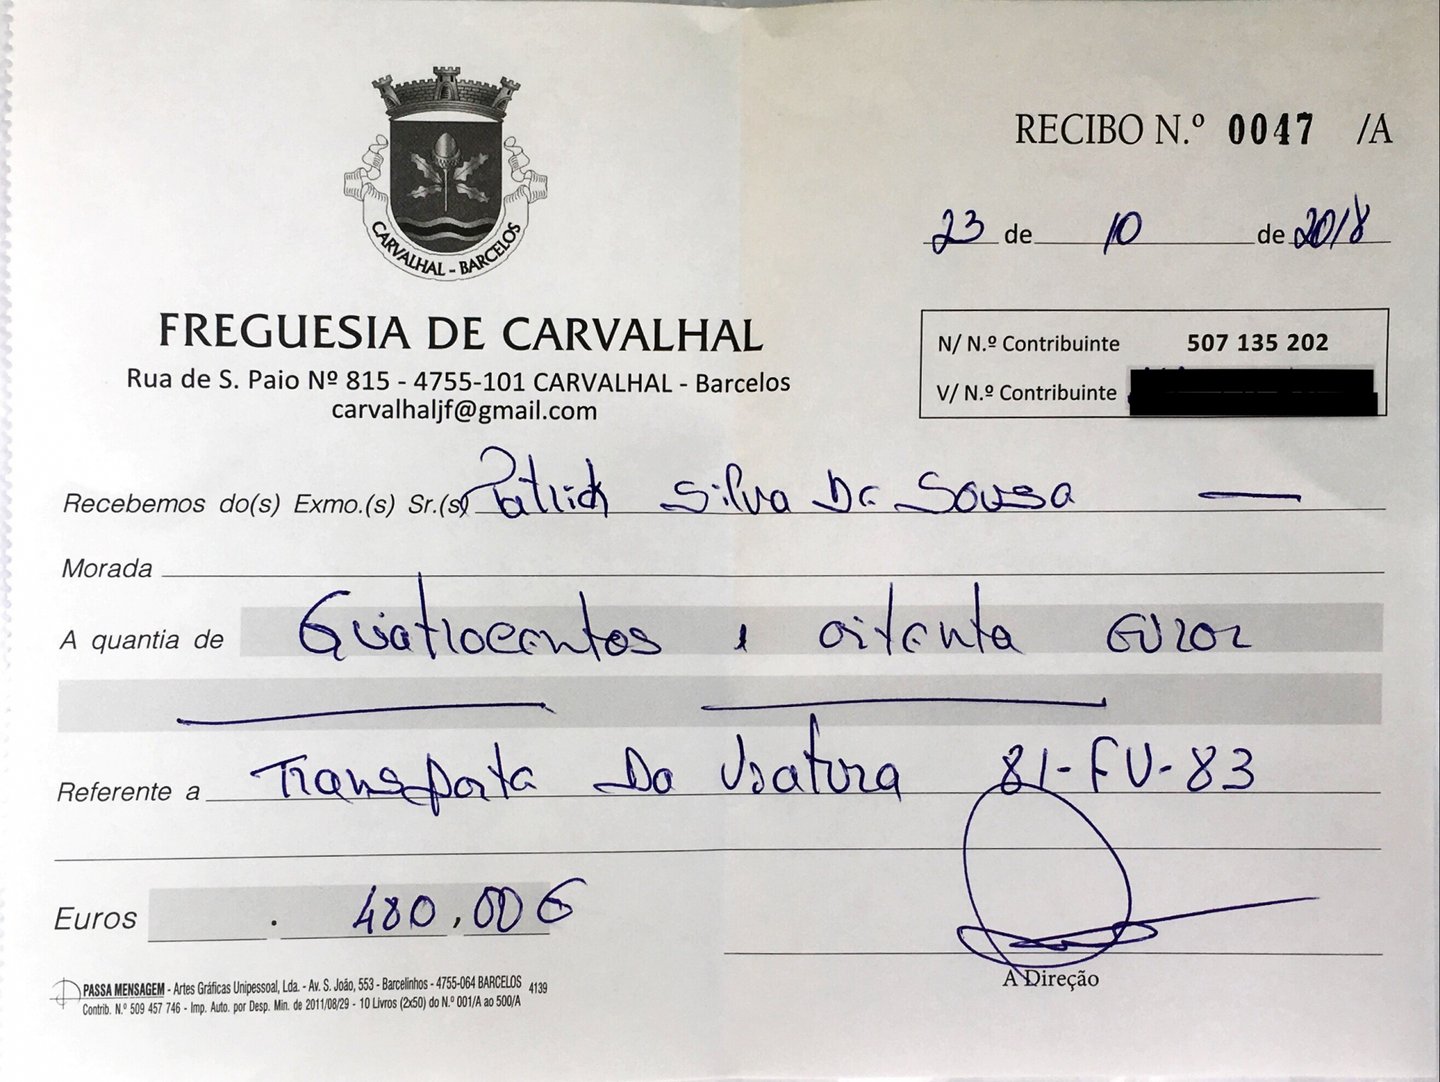 RECIBO N.º 0047 /A
23 de 10 de 2018
CARVALHAL - BARCELOS
FREGUESIA DE CARVALHAL
Rua de S. Paio Nº 815 - 4755-101 CARVALHAL - Barcelos
carvalhaljf@gmail.com
N/ N.º Contribuinte 507 135 202
V/ N.º Contribuinte
Recebemos do(s) Exmo.(s) Sr.(s) Patrick Silva De Sousa
Morada
A quantia de Quatrocentos e oitenta Euros
Referente a Transporte Da Viatura 81-FV-83
Euros . 480,00€
A Direção
PASSA MENSAGEM - Artes Gráficas Unipessoal, Lda. - Av. S. João, 553 - Barcelinhos - 4755-064 BARCELOS 4139
Contrib. N.º 509 457 746 - Imp. Auto. por Desp. Min. de 2011/08/29 - 10 Livros (2x50) do N.º 001/A ao 500/A